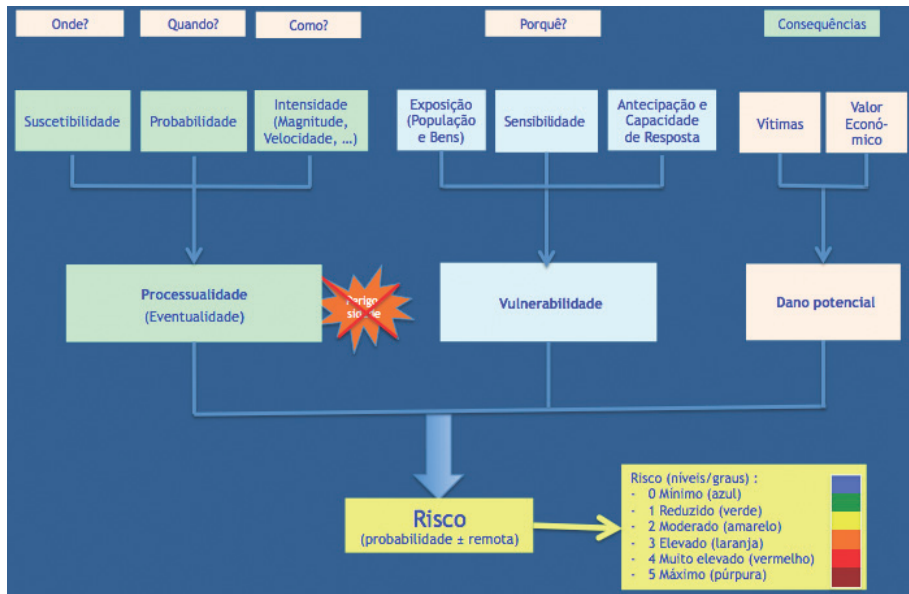 Onde?
Quando?
Como?
Porquê?
Consequências
Suscetibilidade
Probabilidade
Intensidade
(Magnitude,
Velocidade, ...)
Exposição
(População
e Bens)
Sensibilidade
Antecipação e
Capacidade
de Resposta
Vítimas
Valor
Econó-
mico
Processualidade
(Eventualidade)
Vulnerabilidade
Dano potencial
Risco
(probabilidade ± remota)
Risco (níveis/graus) :
- 0 Mínimo (azul)
- 1 Reduzido (verde)
- 2 Moderado (amarelo)
- 3 Elevado (laranja)
- 4 Muito elevado (vermelho)
- 5 Máximo (púrpura)